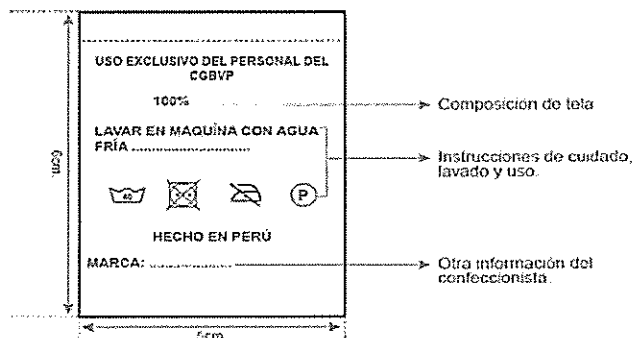 USO EXCLUSIVO DEL PERSONAL DEL
CGBVP
100%
Composición de tela
LAVAR EN MAQUÍNA CON AGUA
FRÍA ..............................
Instrucciones de cuidado,
lavado y uso.
40
P
HECHO EN PERÚ
MARCA: ......................
Otra información del
confeccionista.
6cm.
5cm